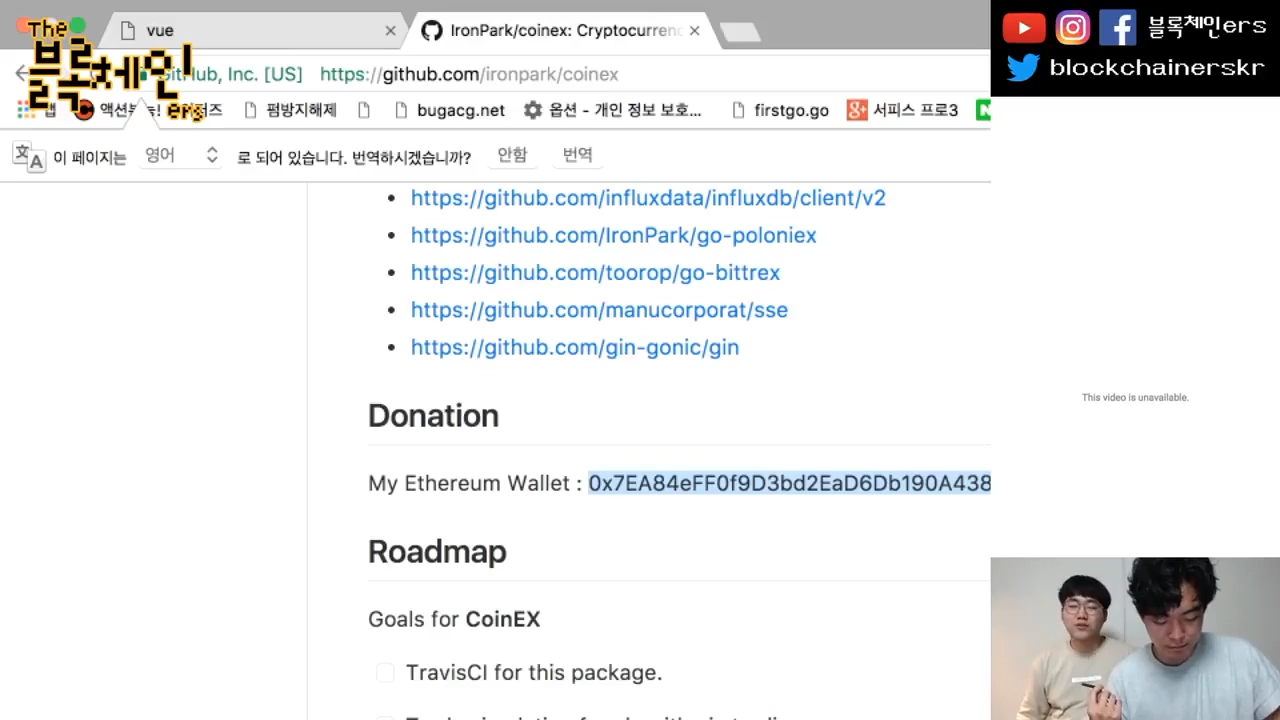 The
블록체인
ers
vue
IronPark/coinex: Cryptocurrenc
블록체인ers
blockchainerskr
GitHub, Inc. [US] https://github.com/ironpark/coinex
펌방지해제
bugacg.net
옵션 - 개인 정보 보호...
firstgo.go
서피스 프로3
이 페이지는 영어 로 되어 있습니다. 번역하시겠습니까? 안함 번역
https://github.com/influxdata/influxdb/client/v2
https://github.com/IronPark/go-poloniex
https://github.com/toorop/go-bittrex
https://github.com/manucorporat/sse
https://github.com/gin-gonic/gin
This video is unavailable.
Donation
My Ethereum Wallet : 0x7EA84eFF0f9D3bd2EaD6Db190A438
Roadmap
Goals for CoinEX
TravisCI for this package.